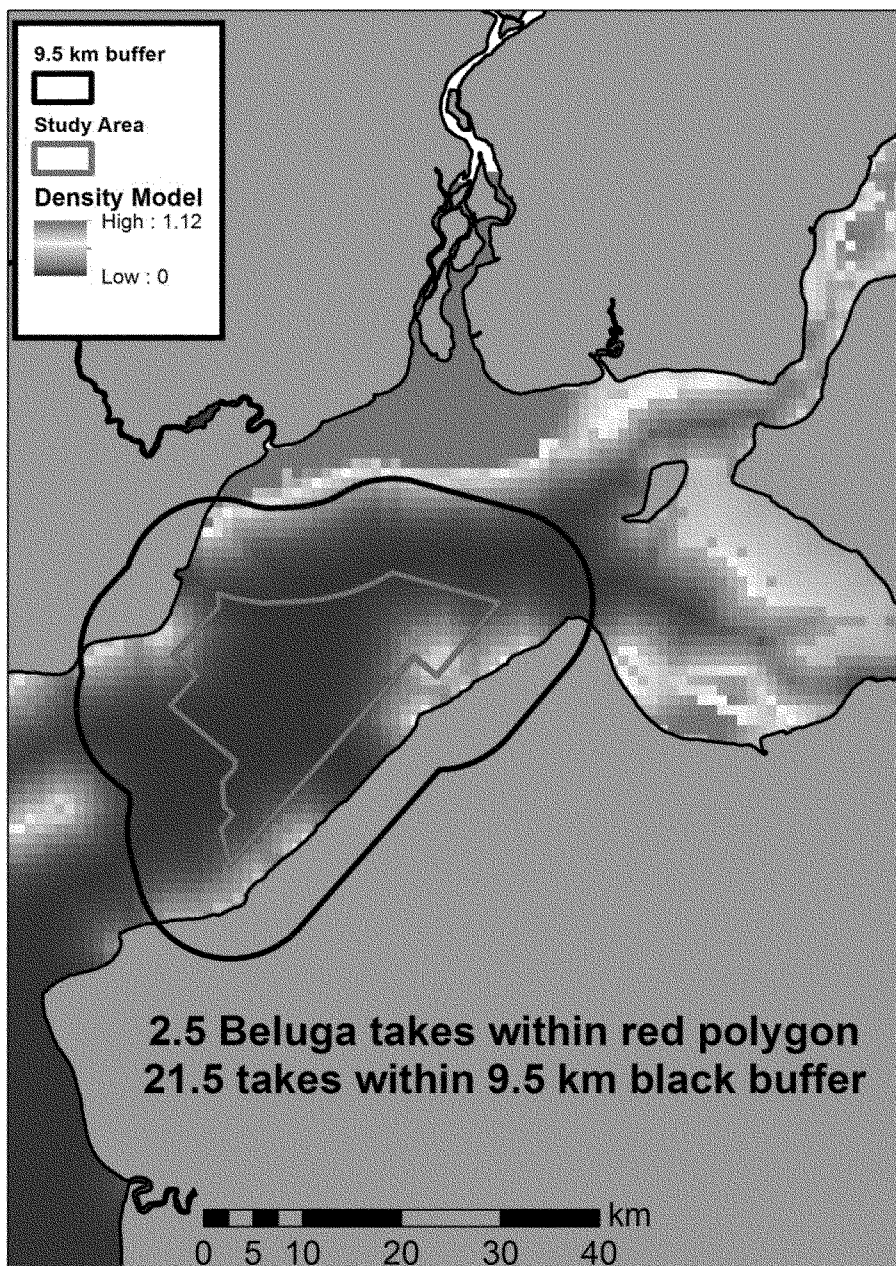 9.5 km buffer
Study Area
Density Model
High : 1.12
Low : 0
2.5 Beluga takes within red polygon
21.5 takes within 9.5 km black buffer
km
0 5 10 20 30 40